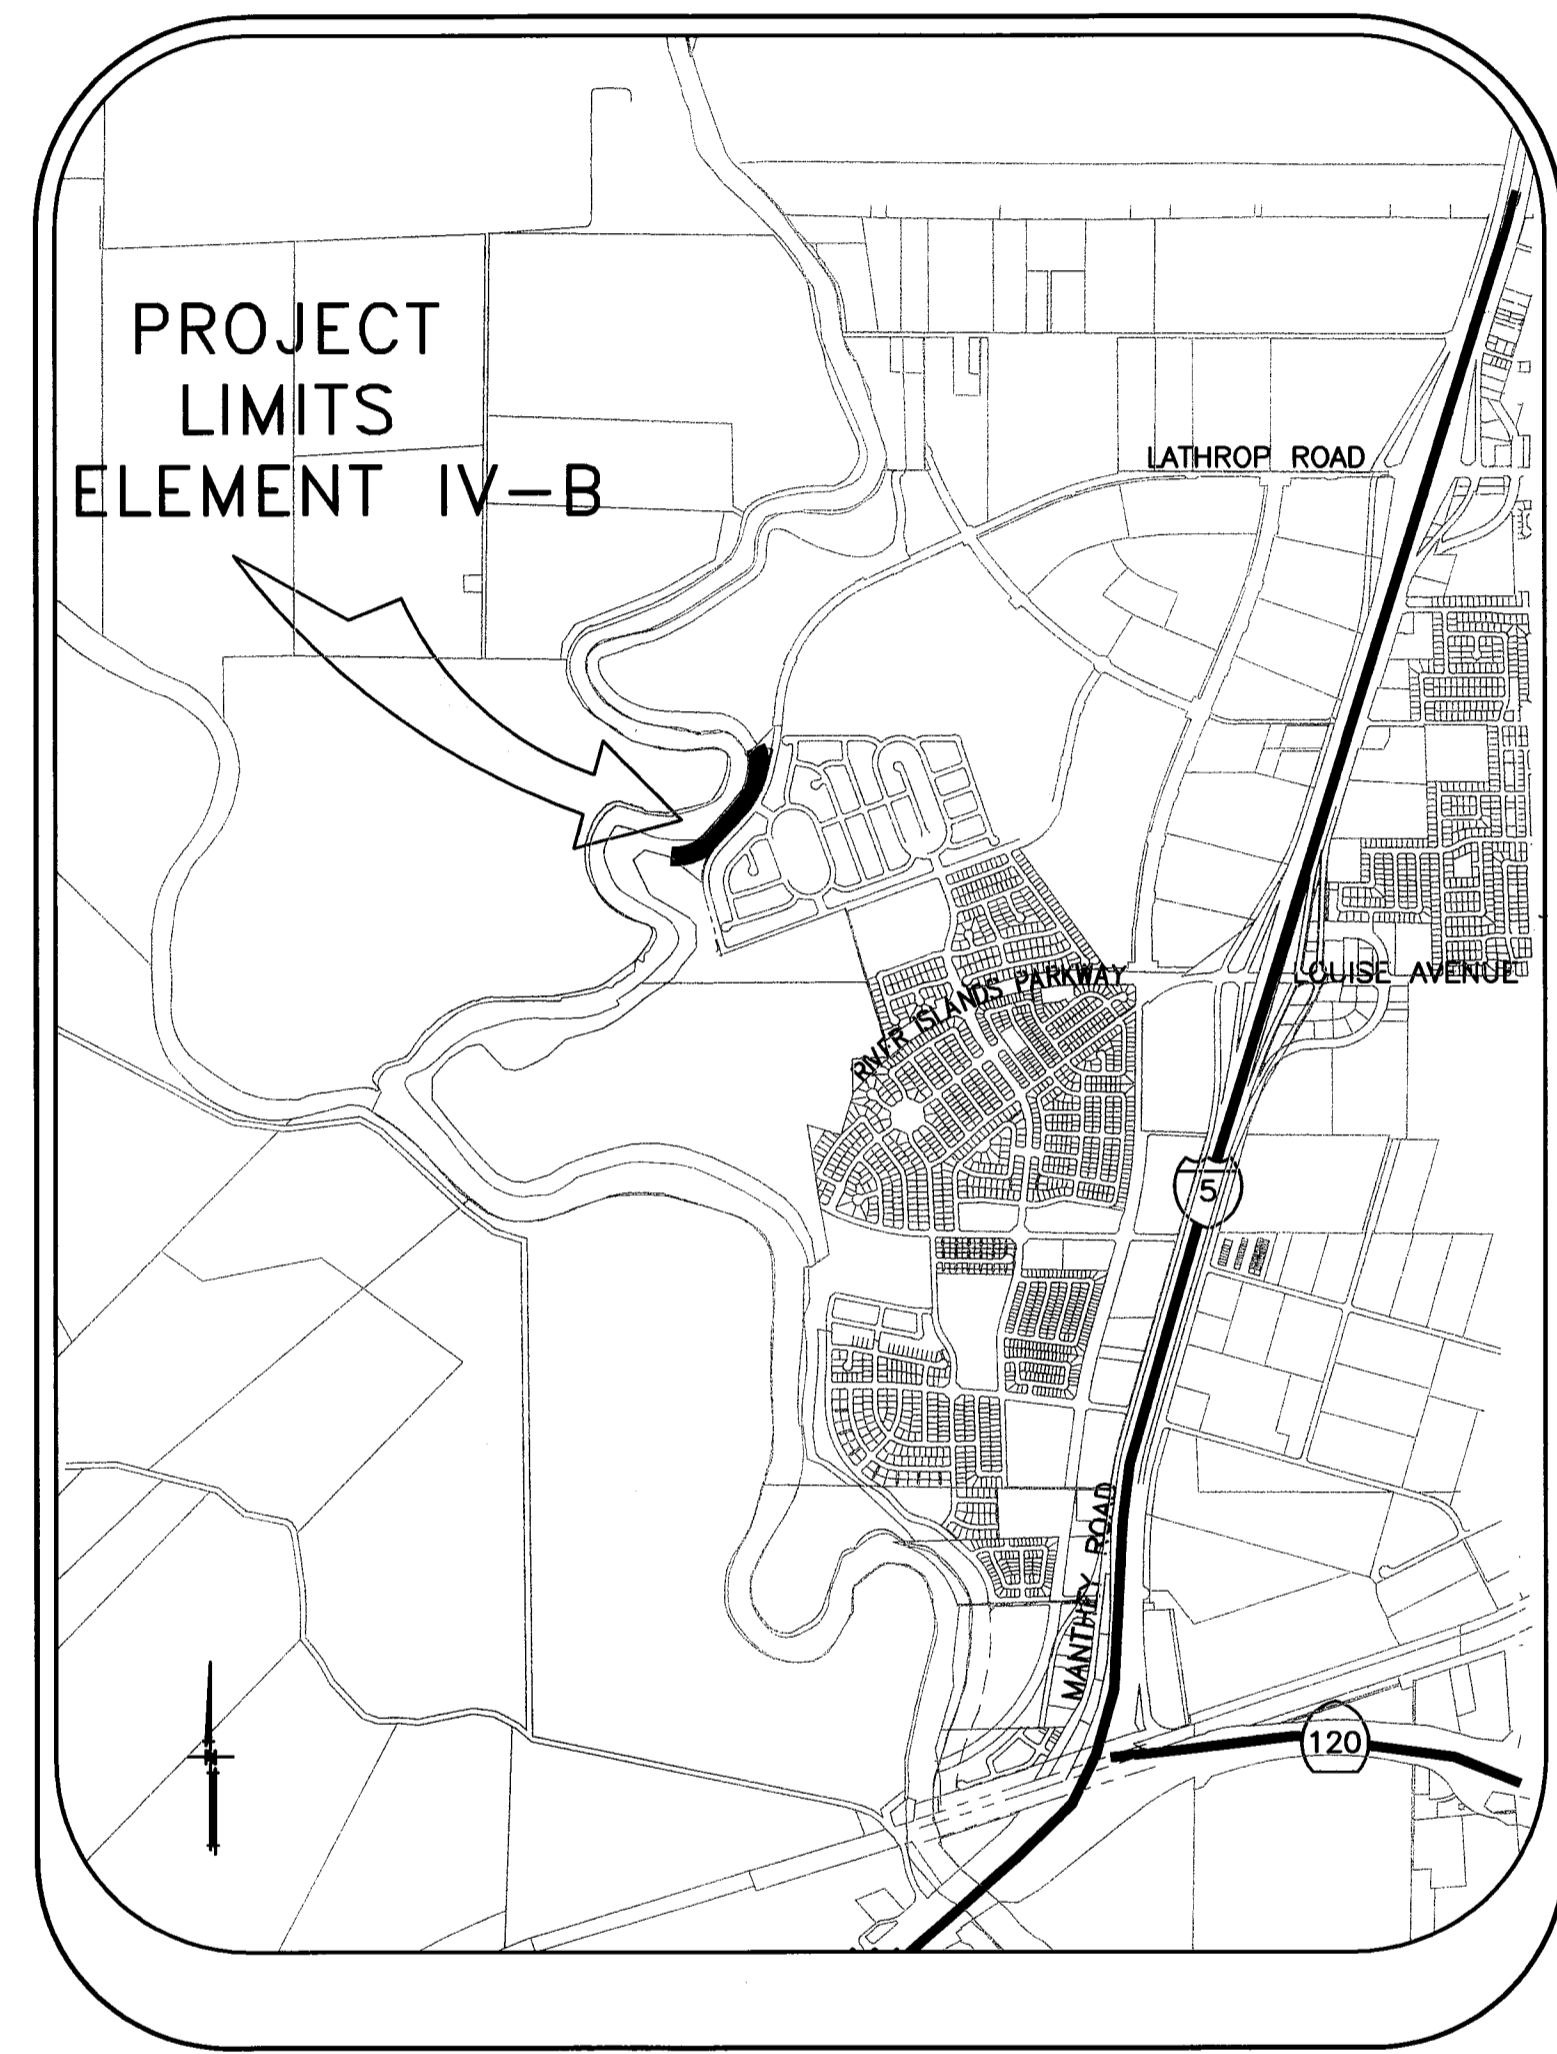 PROJECT
LIMITS
ELEMENT IV-B
LATHROP ROAD
LOUISE AVENUE
RIVER ISLANDS PARKWAY
5
MANTHEY ROAD
120